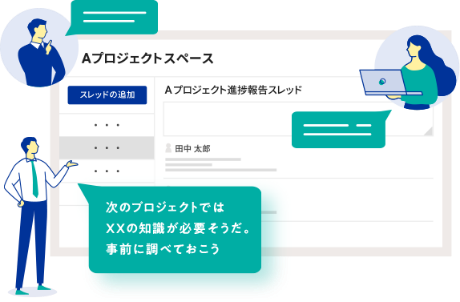 Aプロジェクトスペース
スレッドの追加
Aプロジェクト進捗報告スレッド
・・・
・・・
・・・
田中 太郎
次のプロジェクトでは
XXの知識が必要そうだ。
事前に調べておこう